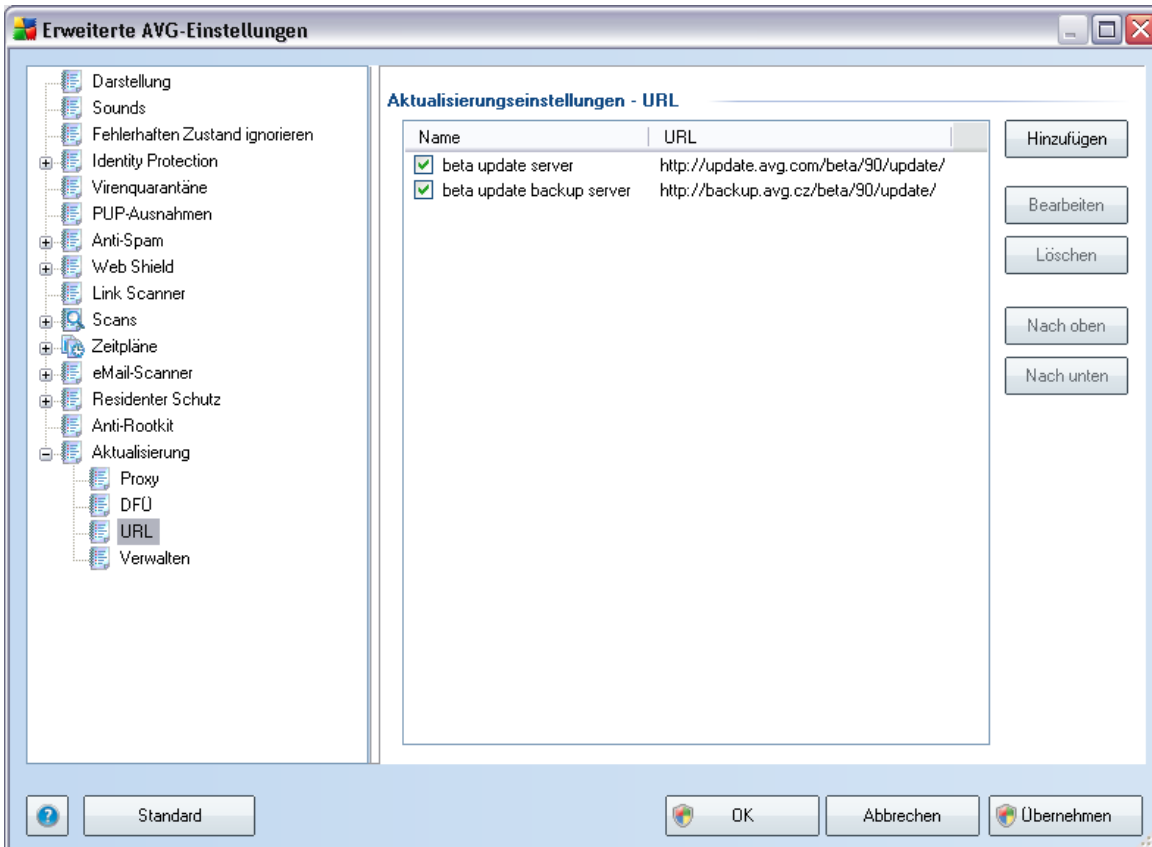 Erweiterte AVG-Einstellungen
Darstellung
Sounds
Fehlerhaften Zustand ignorieren
Identity Protection
Virenquarantäne
PUP-Ausnahmen
Anti-Spam
Web Shield
Link Scanner
Scans
Zeitpläne
eMail-Scanner
Residenter Schutz
Anti-Rootkit
Aktualisierung
Proxy
DFÜ
URL
Verwalten
Aktualisierungseinstellungen - URL
Name URL
beta update server http://update.avg.com/beta/90/update/
beta update backup server http://backup.avg.cz/beta/90/update/
Hinzufügen
Bearbeiten
Löschen
Nach oben
Nach unten
Standard
OK
Abbrechen
Übernehmen